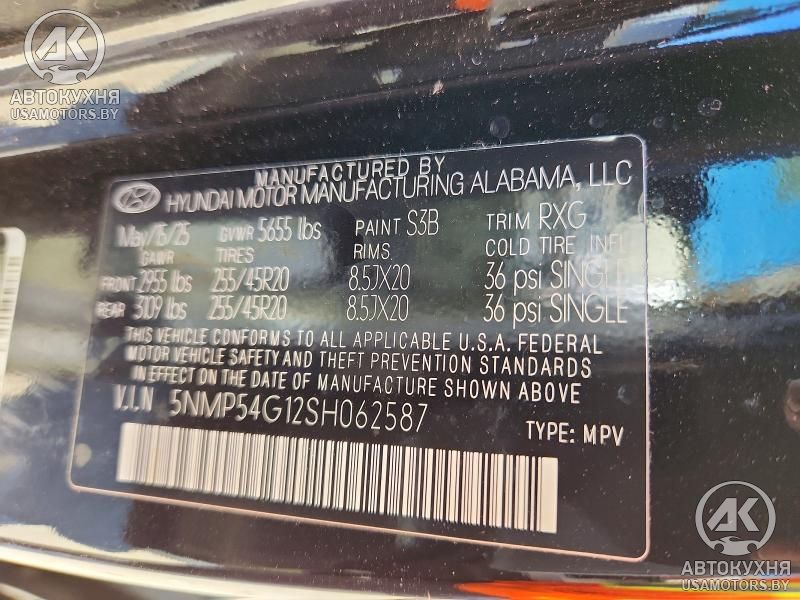 AK
АВТОКУХНЯ
USAMOTORS.BY
MANUFACTURED BY
HYUNDAI MOTOR MANUFACTURING ALABAMA, LLC
May/15/25 GVWR 5655 lbs PAINT S3B TRIM RXG
GAWR TIRES RIMS COLD TIRE INFL
FRONT 2955 lbs 255/45R20 8.5JX20 36 psi SINGLE
REAR 3109 lbs 255/45R20 8.5JX20 36 psi SINGLE
THIS VEHICLE CONFORMS TO ALL APPLICABLE U.S.A. FEDERAL
MOTOR VEHICLE SAFETY AND THEFT PREVENTION STANDARDS
IN EFFECT ON THE DATE OF MANUFACTURE SHOWN ABOVE
V.I.N 5NMP54G12SH062587
TYPE: MPV
AK
АВТОКУХНЯ
USAMOTORS.BY